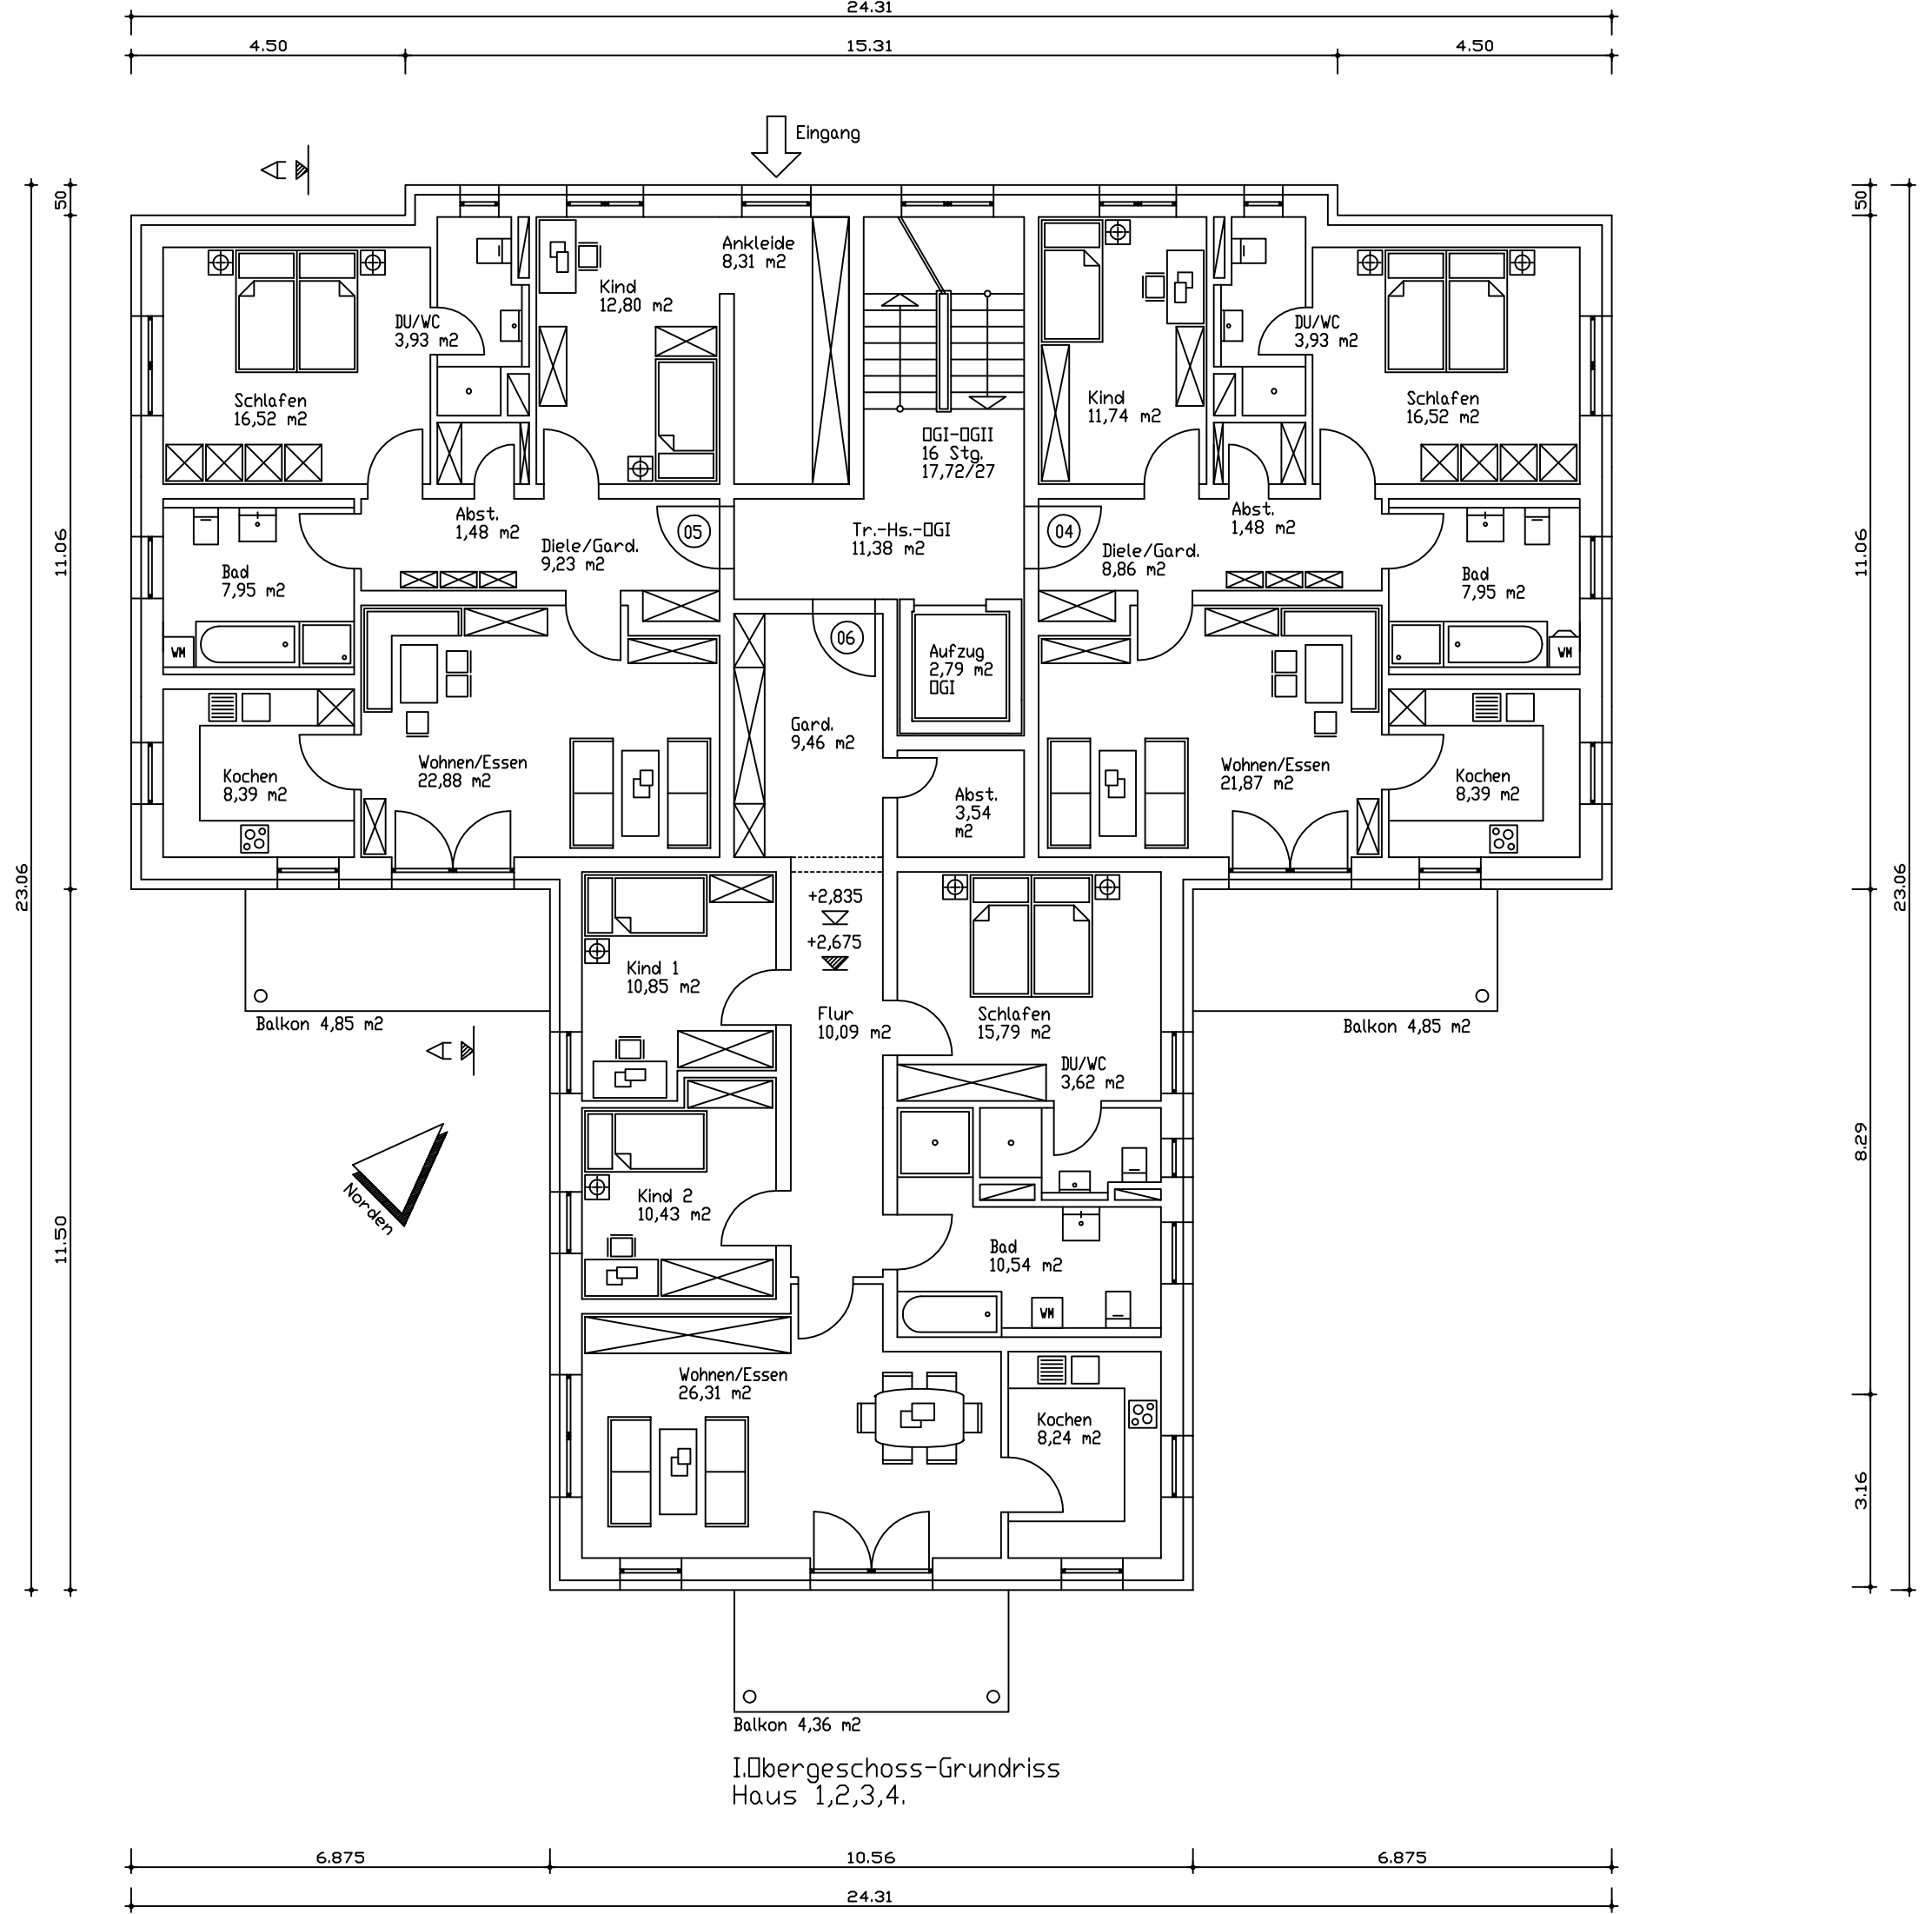 24.31
4.50
15.31
4.50
Eingang
50
50
Ankleide
8,31 m2
Kind
12,80 m2
DU/WC
3,93 m2
DU/WC
3,93 m2
Schlafen
16,52 m2
Kind
11,74 m2
Schlafen
16,52 m2
OGI-OGII
16 Stg.
17,72/27
Abst.
1,48 m2
Abst.
1,48 m2
05
04
Tr.-Hs.-OGI
11,38 m2
Diele/Gard.
9,23 m2
Diele/Gard.
8,86 m2
11.06
11.06
Bad
7,95 m2
Bad
7,95 m2
WM
06
Aufzug
2,79 m2
OGI
WM
Gard.
9,46 m2
Wohnen/Essen
22,88 m2
Wohnen/Essen
21,87 m2
Kochen
8,39 m2
Kochen
8,39 m2
Abst.
3,54
m2
23.06
23.06
+2,835
+2,675
Kind 1
10,85 m2
Flur
10,09 m2
Schlafen
15,79 m2
Balkon 4,85 m2
Balkon 4,85 m2
DU/WC
3,62 m2
8.29
Norden
Kind 2
10,43 m2
11.50
Bad
10,54 m2
WM
Wohnen/Essen
26,31 m2
Kochen
8,24 m2
3.16
Balkon 4,36 m2
I.Obergeschoss-Grundriss
Haus 1,2,3,4.
6.875
10.56
6.875
24.31